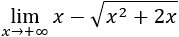 lim x→+∞ x − √(x² + 2x)